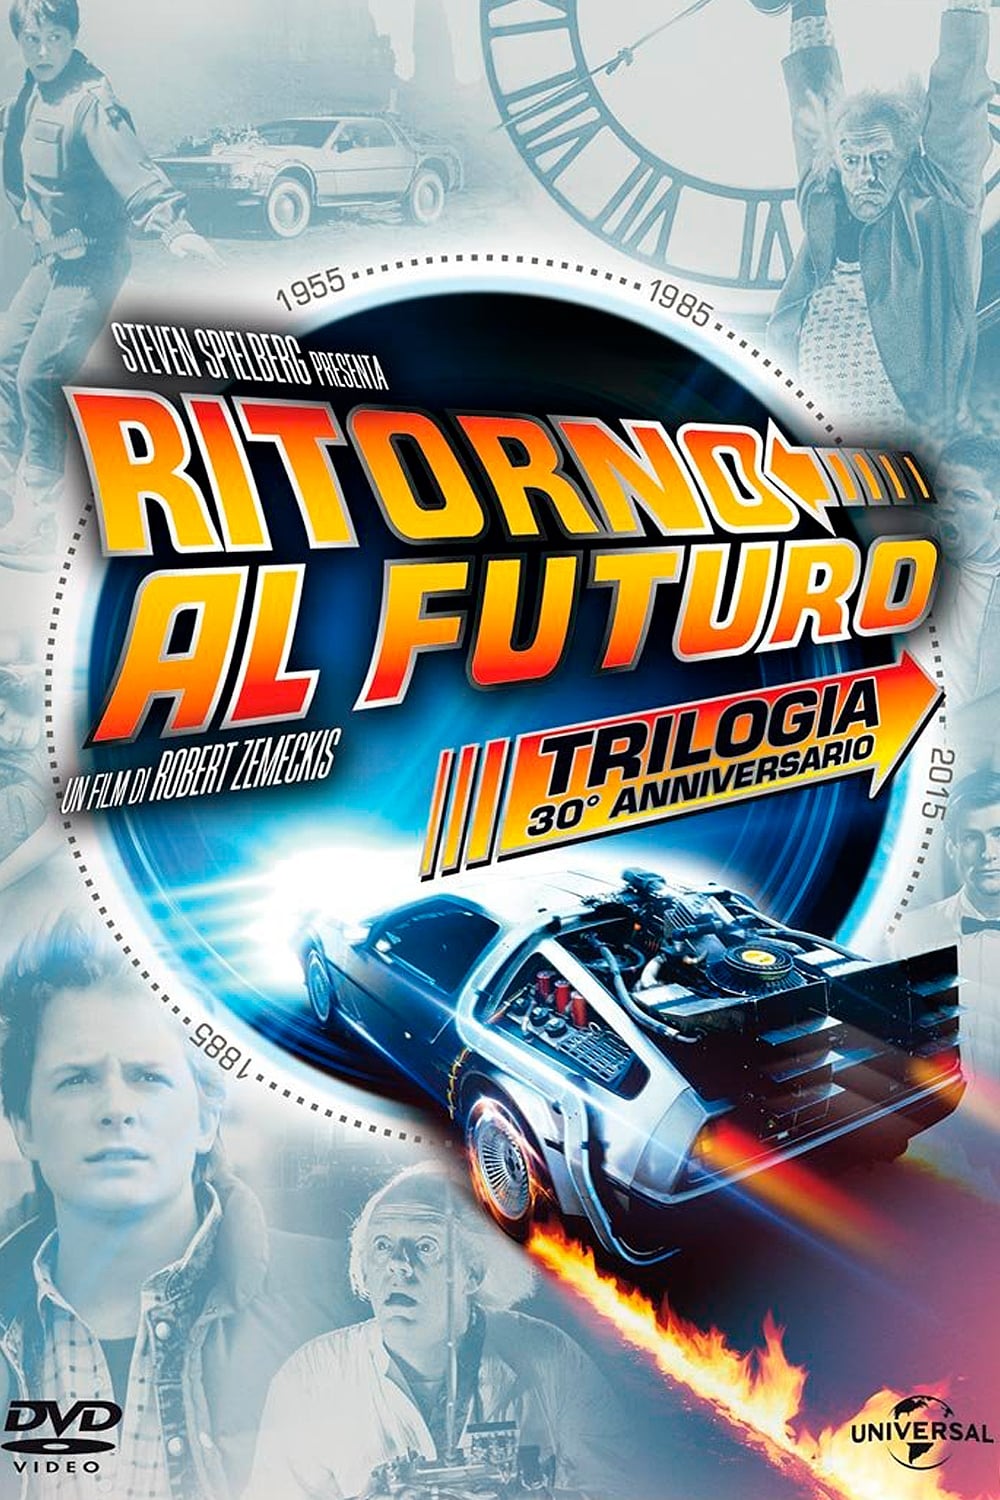 1955
1985
STEVEN SPIELBERG PRESENTA
RITORNO
AL FUTURO
UN FILM DI ROBERT ZEMECKIS
TRILOGIA
30° ANNIVERSARIO
2015
1885
DVD
VIDEO
UNIVERSAL